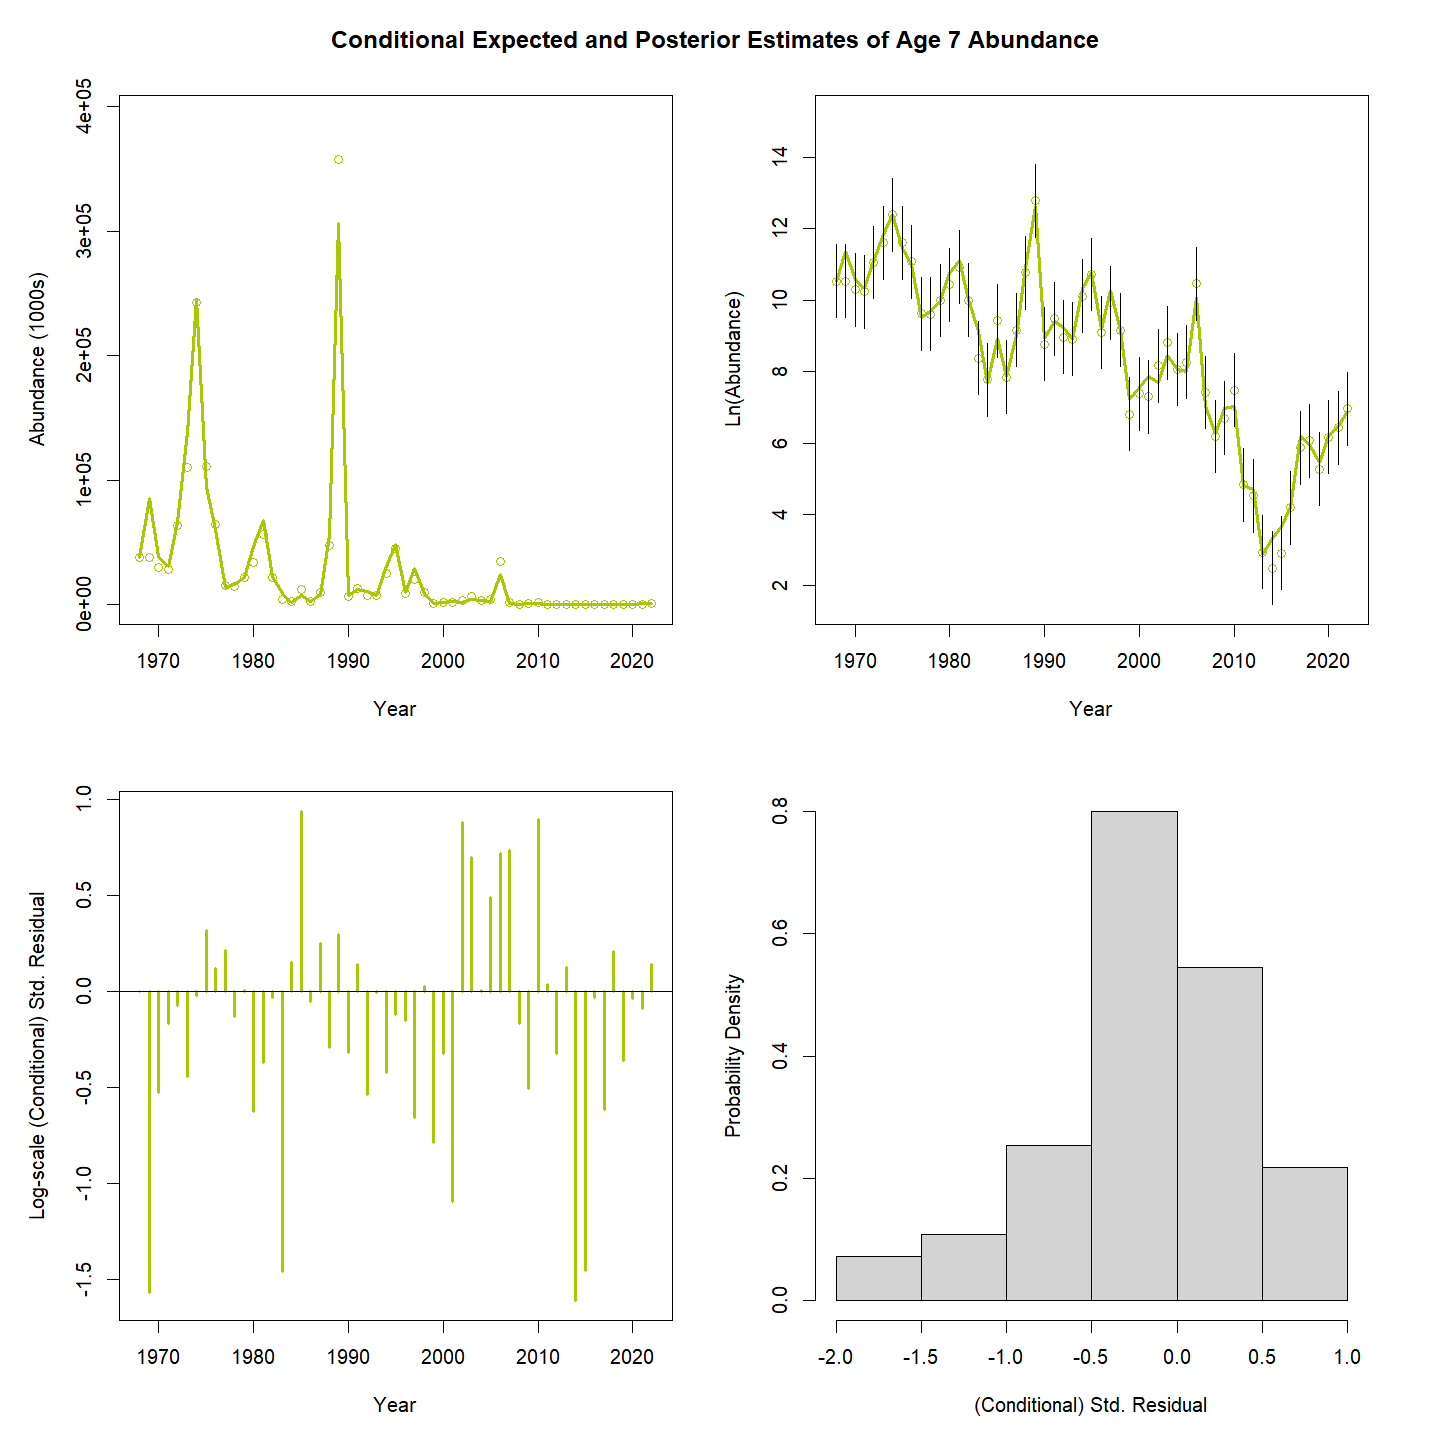 Conditional Expected and Posterior Estimates of Age 7 Abundance
Abundance (1000s)
4e+05
3e+05
2e+05
1e+05
0e+00
1970 1980 1990 2000 2010 2020
Year
Ln(Abundance)
14
12
10
8
6
4
2
1970 1980 1990 2000 2010 2020
Year
Log-scale (Conditional) Std. Residual
1.0
0.5
0.0
-0.5
-1.0
-1.5
1970 1980 1990 2000 2010 2020
Year
Probability Density
0.8
0.6
0.4
0.2
0.0
-2.0 -1.5 -1.0 -0.5 0.0 0.5 1.0
(Conditional) Std. Residual